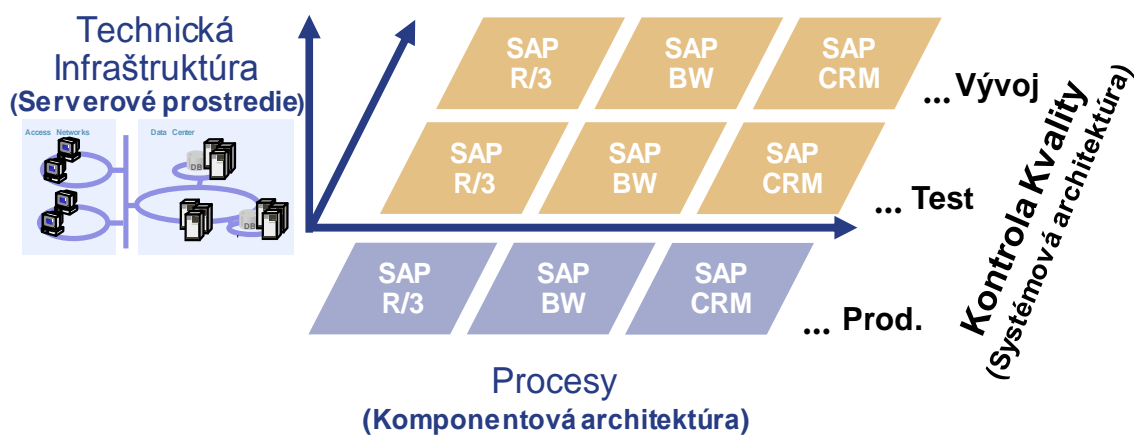 Technická
Infraštruktúra
(Serverové prostredie)
Access Networks
Data Center
DB
DB
SAP
R/3
SAP
BW
SAP
CRM
... Vývoj
SAP
R/3
SAP
BW
SAP
CRM
... Test
SAP
R/3
SAP
BW
SAP
CRM
... Prod.
Kontrola Kvality
(Systémová architektúra)
Procesy
(Komponentová architektúra)